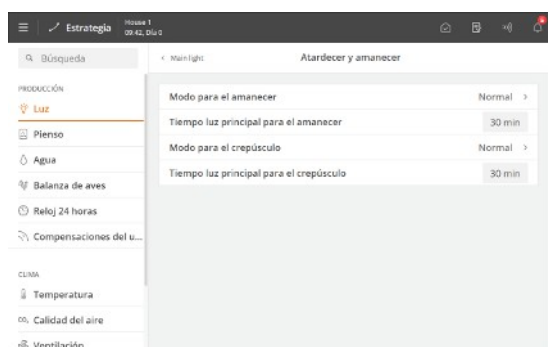 Estrategia
House 1
09:42, Día 0
Búsqueda
< Main light
Atardecer y amanecer
PRODUCCIÓN
Luz
Pienso
Agua
Balanza de aves
Reloj 24 horas
Compensaciones del u...
CLIMA
Temperatura
Calidad del aire
Ventilación
Modo para el amanecer Normal >
Tiempo luz principal para el amanecer 30 min
Modo para el crepúsculo Normal >
Tiempo luz principal para el crepúsculo 30 min